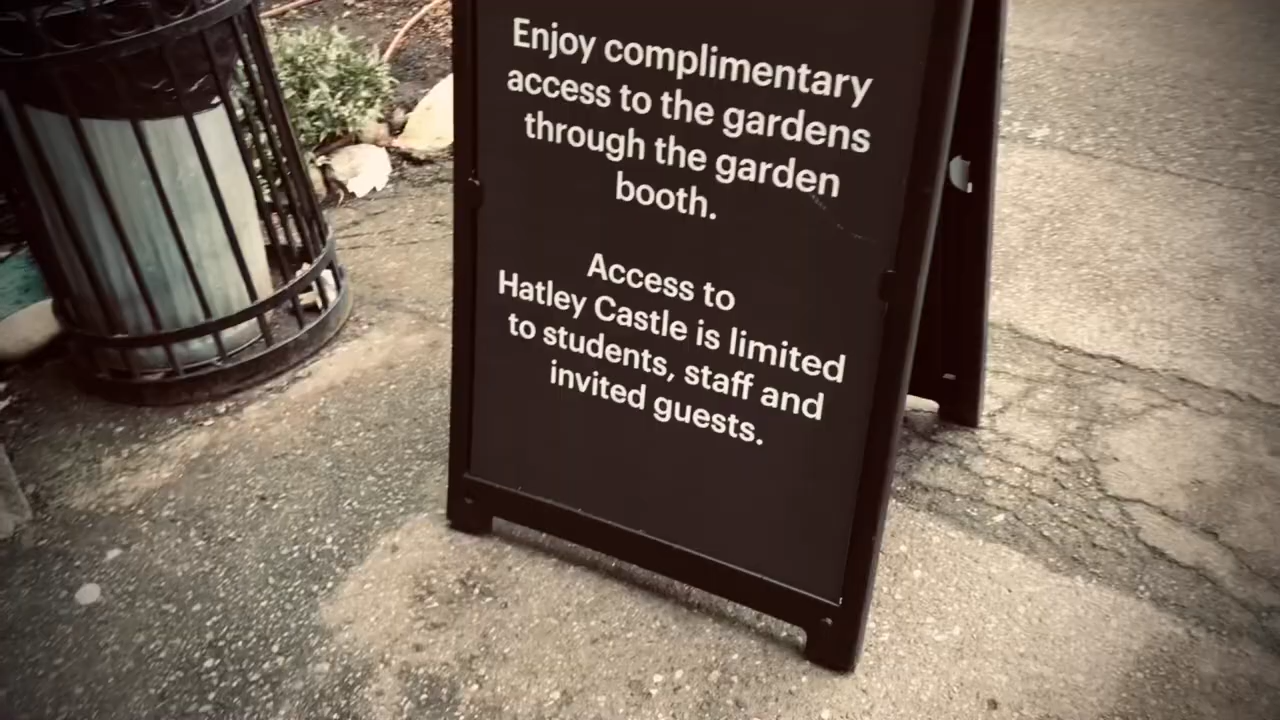 Enjoy complimentary
access to the gardens
through the garden
booth.
Access to
Hatley Castle is limited
to students, staff and
invited guests.